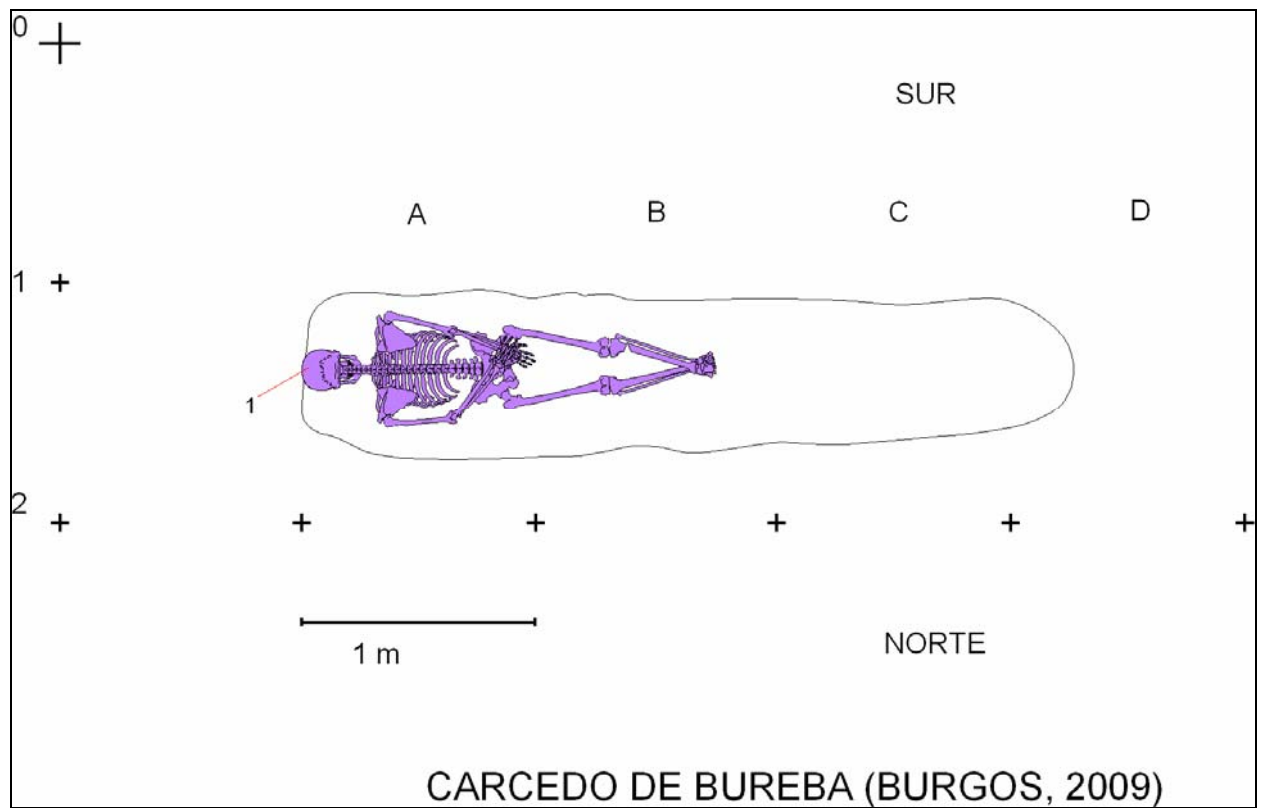 0
SUR
A B C D
1
1
2
1 m
NORTE
CARCEDO DE BUREBA (BURGOS, 2009)